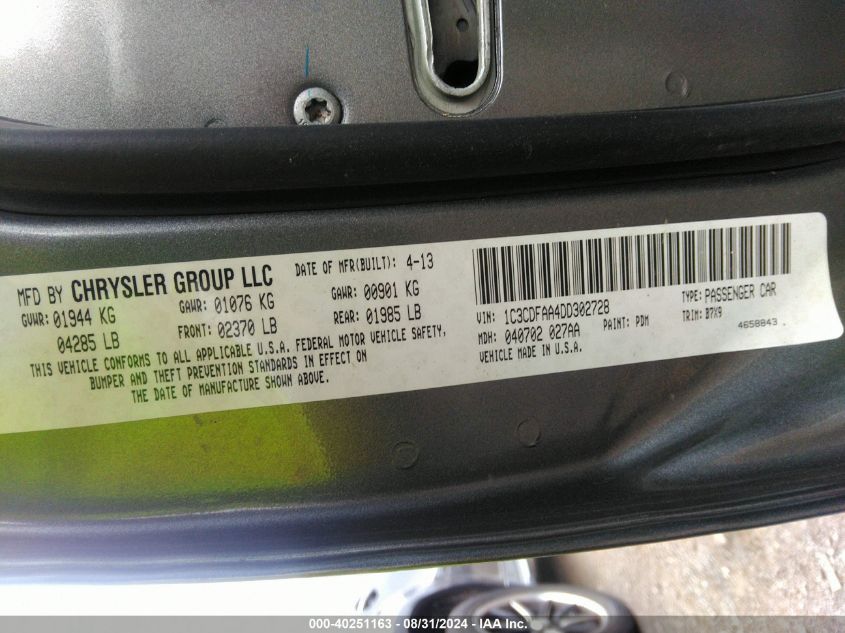 MFD BY CHRYSLER GROUP LLC DATE OF MFR(BUILT): 4-13
GVWR: 01944 KG GAWR: 01076 KG GAWR: 00901 KG
04285 LB FRONT: 02370 LB REAR: 01985 LB
THIS VEHICLE CONFORMS TO ALL APPLICABLE U.S.A. FEDERAL MOTOR VEHICLE SAFETY,
BUMPER AND THEFT PREVENTION STANDARDS IN EFFECT ON
THE DATE OF MANUFACTURE SHOWN ABOVE.
VIN: 1C3CDFAA4DD302728 TYPE: PASSENGER CAR
MDH: 040702 027AA PAINT: PDM TRIM: B7X9
VEHICLE MADE IN U.S.A. 4658843
000-40251163 - 08/31/2024 - IAA Inc.